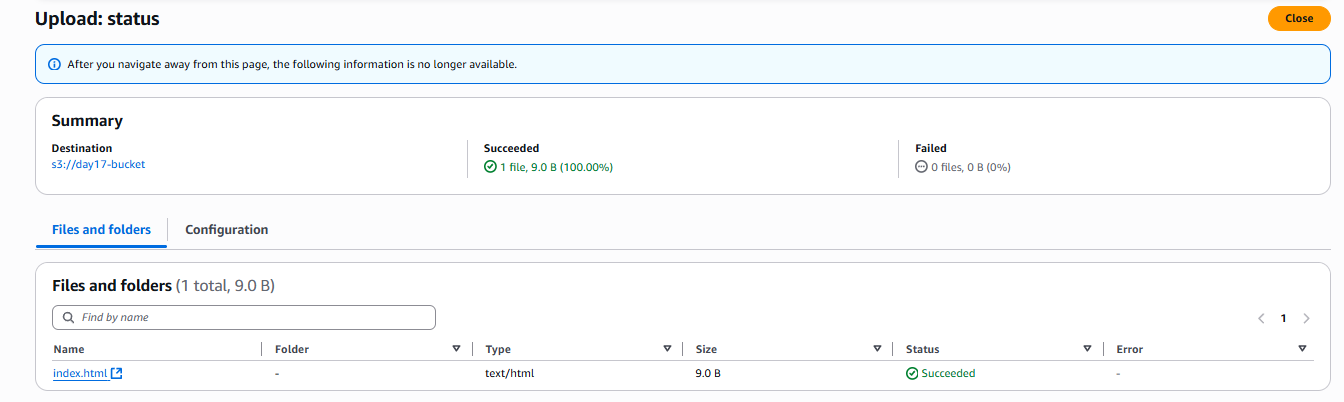 Upload: status
Close
After you navigate away from this page, the following information is no longer available.
Summary
Destination
s3://day17-bucket
Succeeded
1 file, 9.0 B (100.00%)
Failed
0 files, 0 B (0%)
Files and folders
Configuration
Files and folders (1 total, 9.0 B)
Find by name
1
Name Folder Type Size Status Error
index.html - text/html 9.0 B Succeeded -